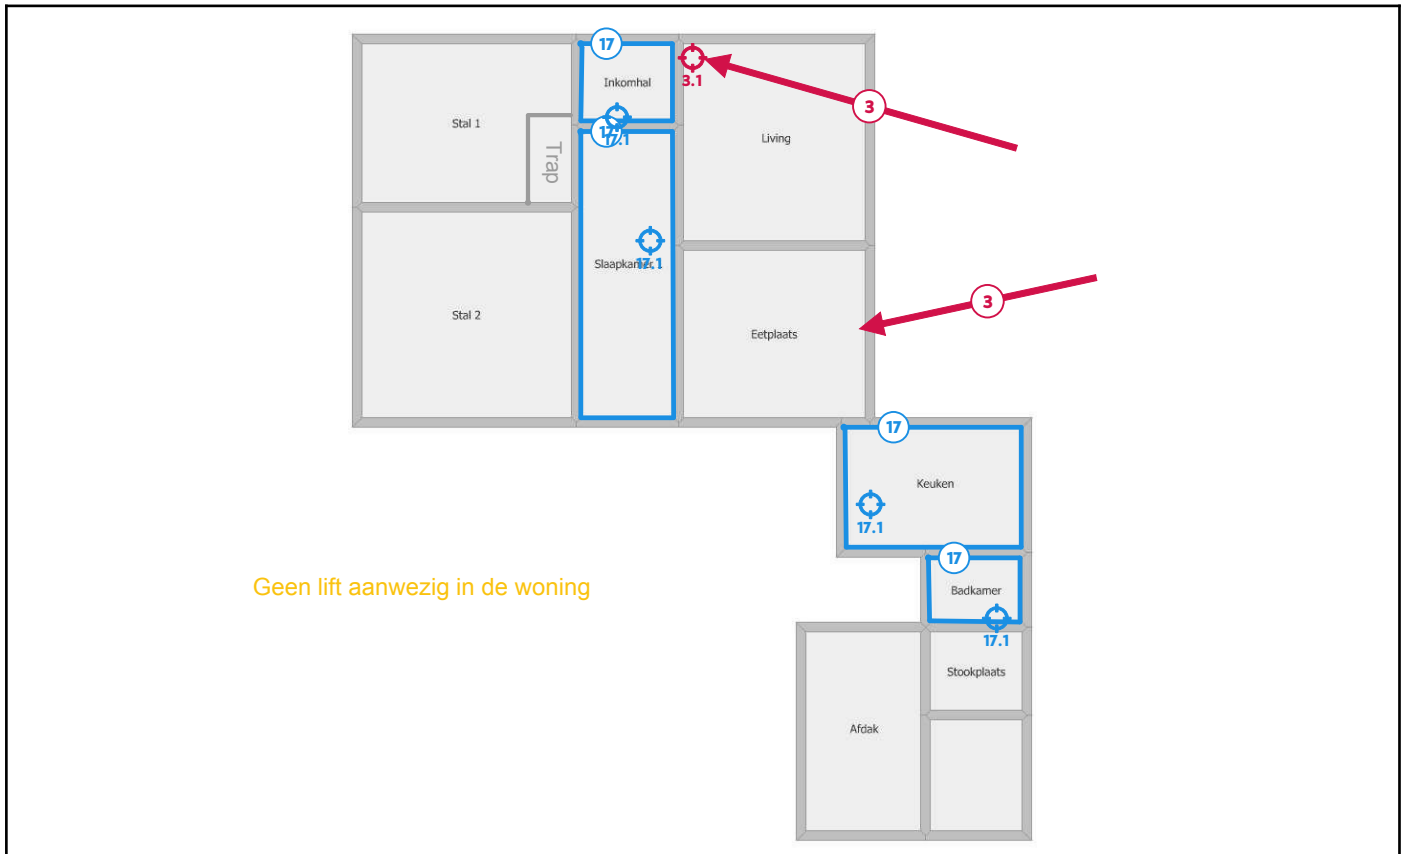 17
Inkomhal
3.1
3
Stal 1
17
17.1
Living
Trap
Slaapkamer
17.1
3
Stal 2
Eetplaats
17
Keuken
17.1
17
Geen lift aanwezig in de woning
Badkamer
17.1
Stookplaats
Afdak